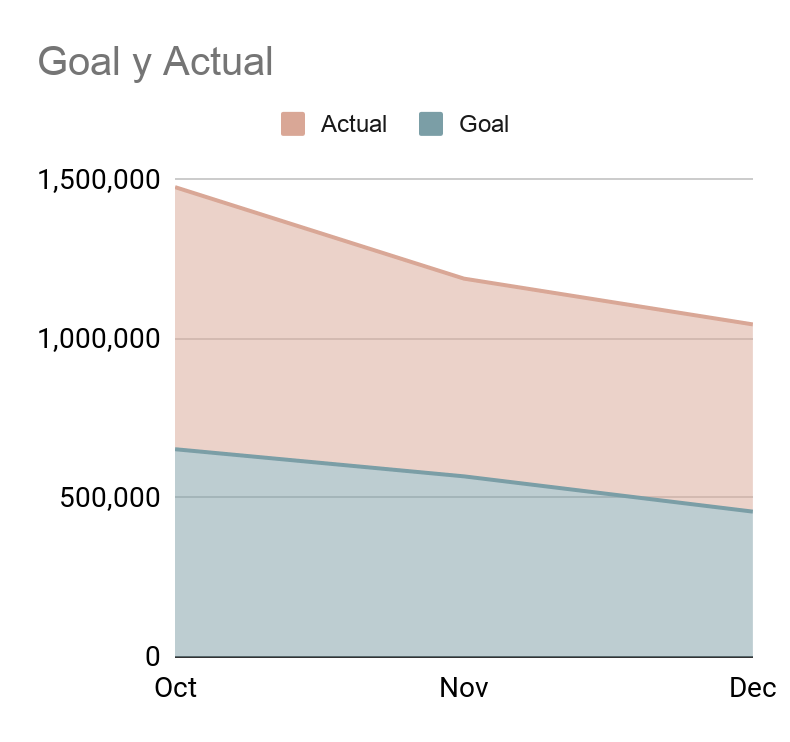 Goal y Actual
Actual Goal
1,500,000
1,000,000
500,000
0
Oct Nov Dec